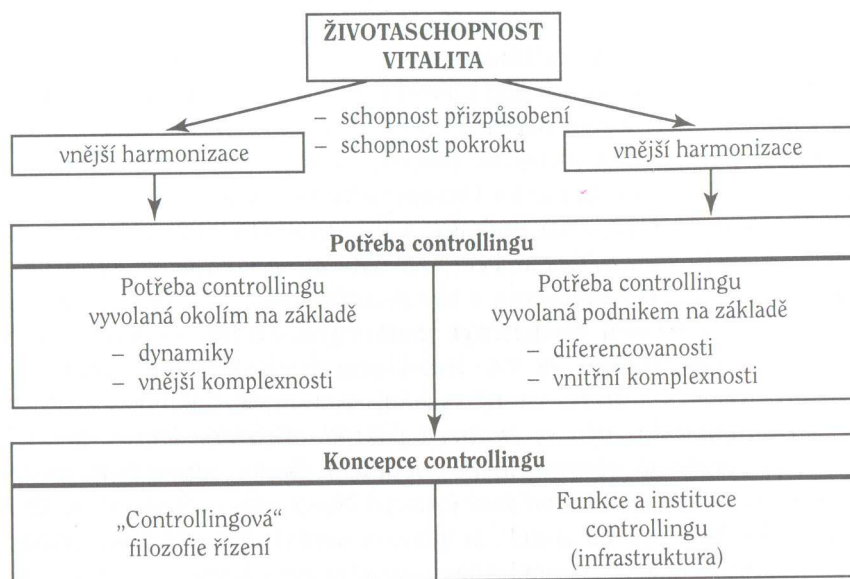 ŽIVOTASCHOPNOST
VITALITA
– schopnost přizpůsobení
– schopnost pokroku
vnější harmonizace
vnější harmonizace
Potřeba controllingu
Potřeba controllingu
vyvolaná okolím na základě
– dynamiky
– vnější komplexnosti
Potřeba controllingu
vyvolaná podnikem na základě
– diferencovanosti
– vnitřní komplexnosti
Koncepce controllingu
„Controllingová“
filozofie řízení
Funkce a instituce
controllingu
(infrastruktura)